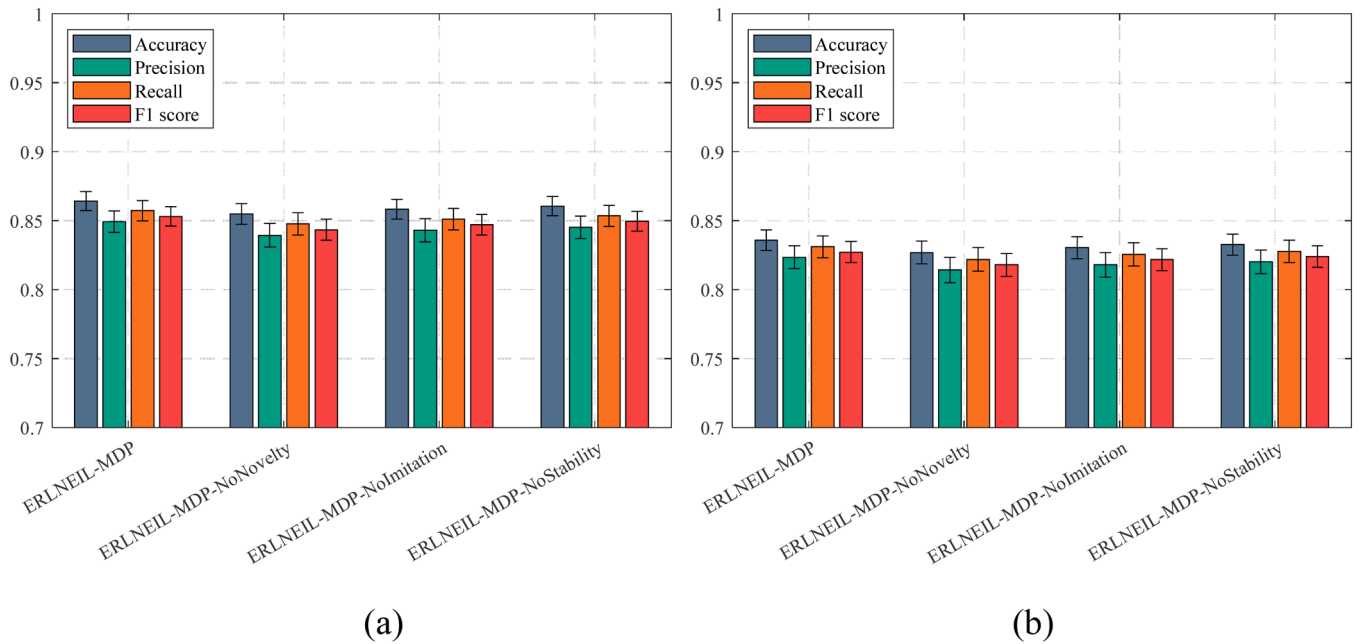 1
0.95
0.9
0.85
0.8
0.75
0.7
Accuracy
Precision
Recall
F1 score
ERLNEIL-MDP
ERLNEIL-MDP-NoNovelty
ERLNEIL-MDP-NoImitation
ERLNEIL-MDP-NoStability
(a)
1
0.95
0.9
0.85
0.8
0.75
0.7
Accuracy
Precision
Recall
F1 score
ERLNEIL-MDP
ERLNEIL-MDP-NoNovelty
ERLNEIL-MDP-NoImitation
ERLNEIL-MDP-NoStability
(b)